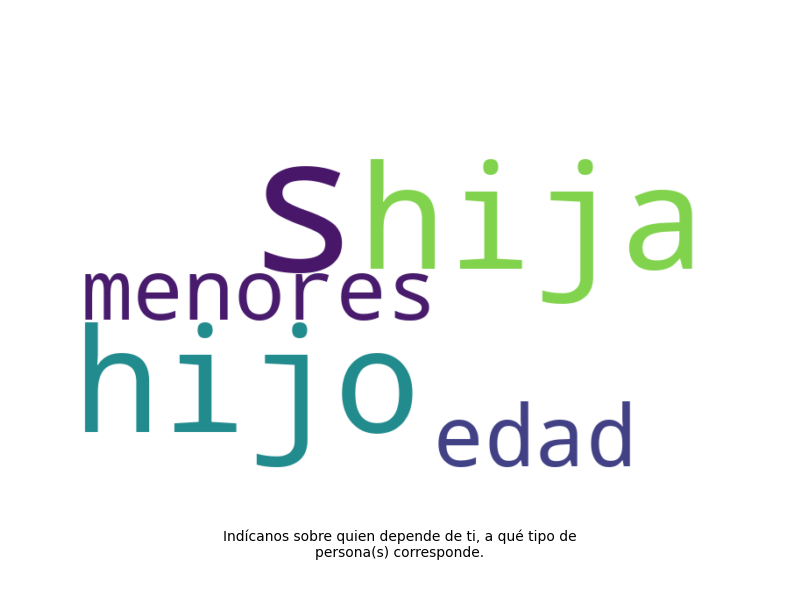 s hija
menores
hijo edad
Indícanos sobre quien depende de ti, a qué tipo de
persona(s) corresponde.